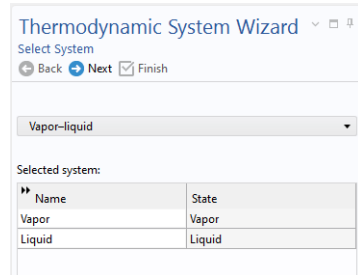 Thermodynamic System Wizard
Select System
Back Next Finish
Vapor–liquid
Selected system:
Name State
Vapor Vapor
Liquid Liquid